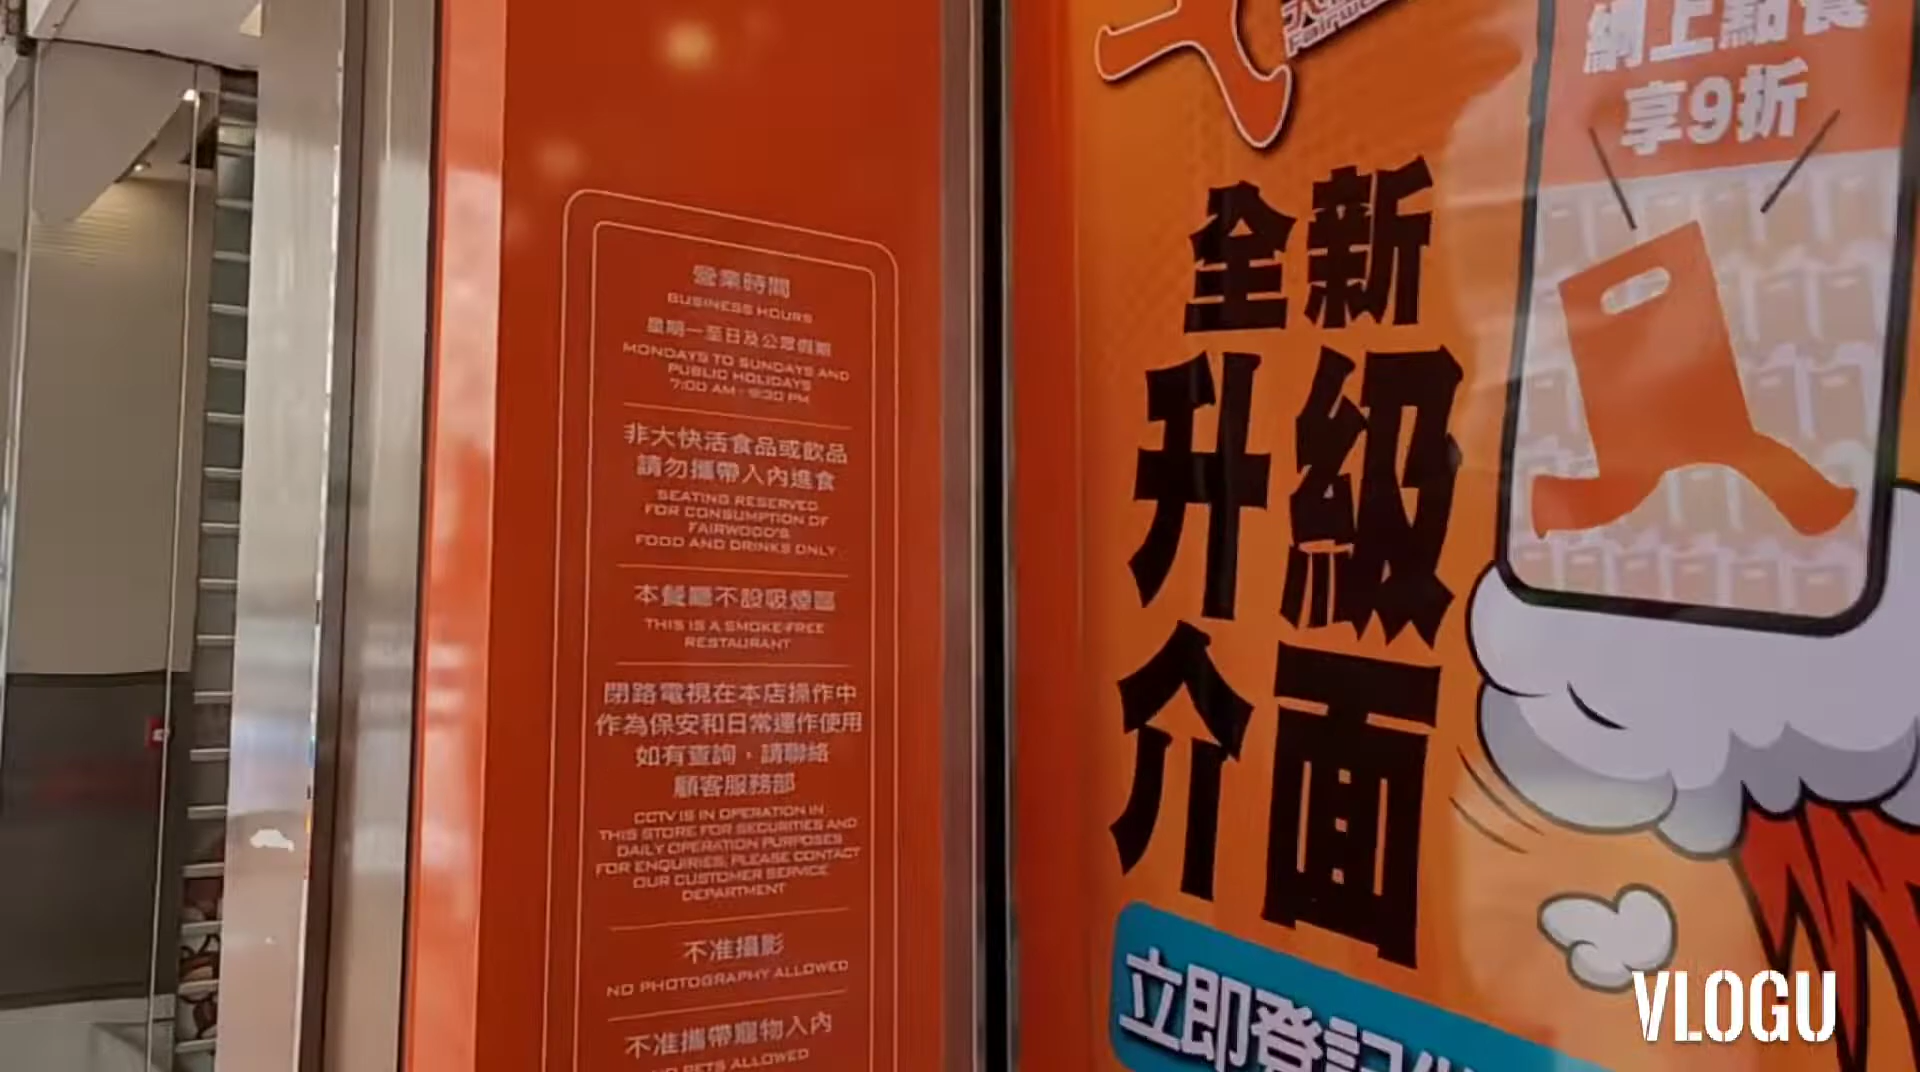 營業時間
BUSINESS HOURS
星期一至日及公眾假期
MONDAYS TO SUNDAYS AND
PUBLIC HOLIDAYS
7:00 AM - 9:30 PM
非大快活食品或飲品
請勿攜帶入內進食
SEATING RESERVED
FOR CONSUMPTION OF
FAIRWOOD'S
FOOD AND DRINKS ONLY
本餐廳不設吸煙區
THIS IS A SMOKE-FREE
RESTAURANT
閉路電視在本店操作中
作為保安和日常運作使用
如有查詢，請聯絡
顧客服務部
CCTV IS IN OPERATION IN
THIS STORE FOR SECURITIES AND
DAILY OPERATION PURPOSES
FOR ENQUIRIES, PLEASE CONTACT
OUR CUSTOMER SERVICE
DEPARTMENT
不准攝影
NO PHOTOGRAPHY ALLOWED
不准攜帶寵物入內
NO PETS ALLOWED
網上點餐
享9折
全新
升級
介面
立即登記
VLOGU